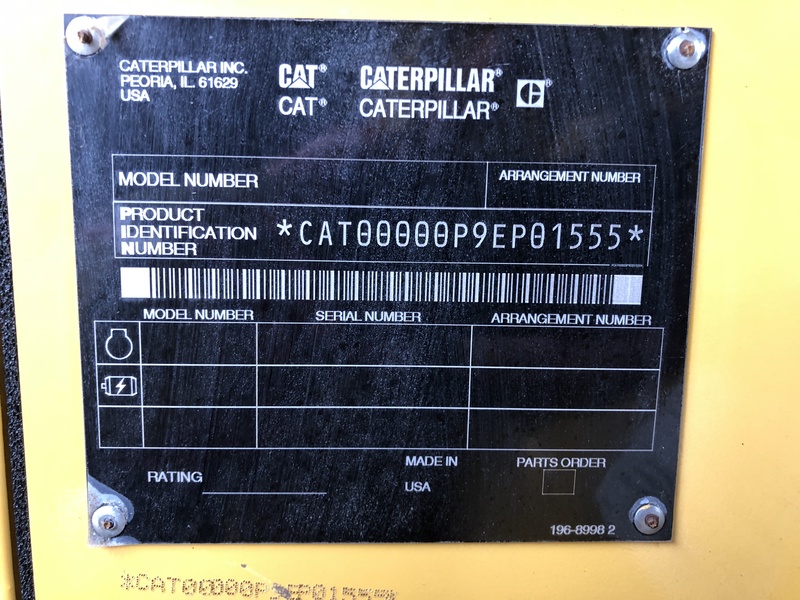 CATERPILLAR INC.
PEORIA, IL. 61629
USA
CAT® CATERPILLAR® C®
CAT® CATERPILLAR®
MODEL NUMBER ARRANGEMENT NUMBER
PRODUCT
IDENTIFICATION
NUMBER
*CAT00000P9EP01555*
MODEL NUMBER SERIAL NUMBER ARRANGEMENT NUMBER
RATING
MADE IN
USA
PARTS ORDER
196-8998 2